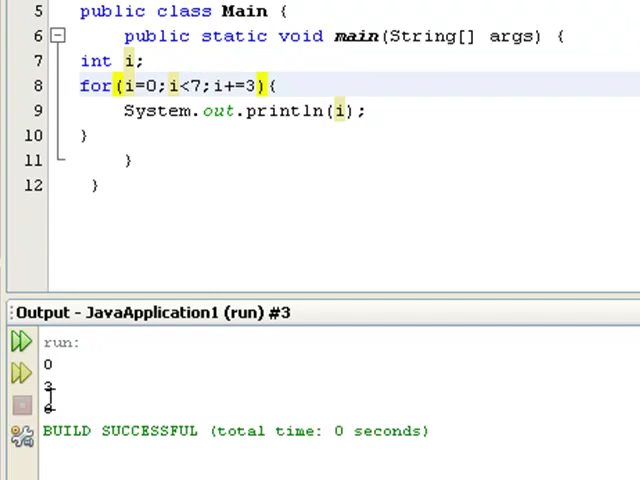 5 public class Main {
6 public static void main(String[] args) {
7 int i;
8 for(i=0;i<7;i+=3){
9 System.out.println(i);
10 }
11 }
12 }
Output - JavaApplication1 (run) #3
run:
0
3
6
BUILD SUCCESSFUL (total time: 0 seconds)